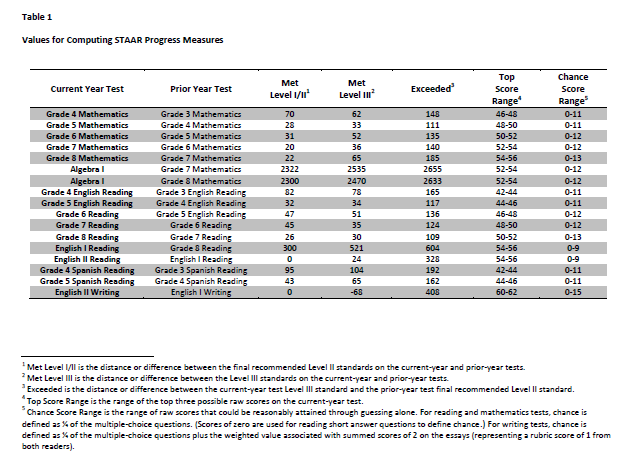 Table 1
Values for Computing STAAR Progress Measures
Current Year Test Prior Year Test Met Level I/II¹ Met Level III² Exceeded³ Top Score Range⁴ Chance Score Range⁵
Grade 4 Mathematics Grade 3 Mathematics 70 62 148 46-48 0-11
Grade 5 Mathematics Grade 4 Mathematics 28 33 111 48-50 0-11
Grade 6 Mathematics Grade 5 Mathematics 31 52 135 50-52 0-12
Grade 7 Mathematics Grade 6 Mathematics 20 36 140 52-54 0-12
Grade 8 Mathematics Grade 7 Mathematics 22 65 185 54-56 0-13
Algebra I Grade 7 Mathematics 2322 2535 2655 52-54 0-12
Algebra I Grade 8 Mathematics 2300 2470 2633 52-54 0-12
Grade 4 English Reading Grade 3 English Reading 82 78 165 42-44 0-11
Grade 5 English Reading Grade 4 English Reading 32 34 117 44-46 0-11
Grade 6 Reading Grade 5 English Reading 47 51 136 46-48 0-12
Grade 7 Reading Grade 6 Reading 45 35 124 48-50 0-12
Grade 8 Reading Grade 7 Reading 26 30 109 50-52 0-13
English I Reading Grade 8 Reading 300 521 604 54-56 0-9
English II Reading English I Reading 0 24 328 54-56 0-9
Grade 4 Spanish Reading Grade 3 Spanish Reading 95 104 192 42-44 0-11
Grade 5 Spanish Reading Grade 4 Spanish Reading 43 65 162 44-46 0-11
English II Writing English I Writing 0 -68 408 60-62 0-15
¹ Met Level I/II is the distance or difference between the final recommended Level II standards on the current-year and prior-year tests.
² Met Level III is the distance or difference between the Level III standards on the current-year and prior-year tests.
³ Exceeded is the distance or difference between the current-year test Level III standard and the prior-year test final recommended Level II standard.
⁴ Top Score Range is the range of the top three possible raw scores on the current-year test.
⁵ Chance Score Range is the range of raw scores that could be reasonably attained through guessing alone. For reading and mathematics tests, chance is
defined as ¼ of the multiple-choice questions. (Scores of zero are used for reading short answer questions to define chance.) For writing tests, chance is
defined as ¼ of the multiple-choice questions plus the weighted value associated with summed scores of 2 on the essays (representing a rubric score of 1 from
both readers).